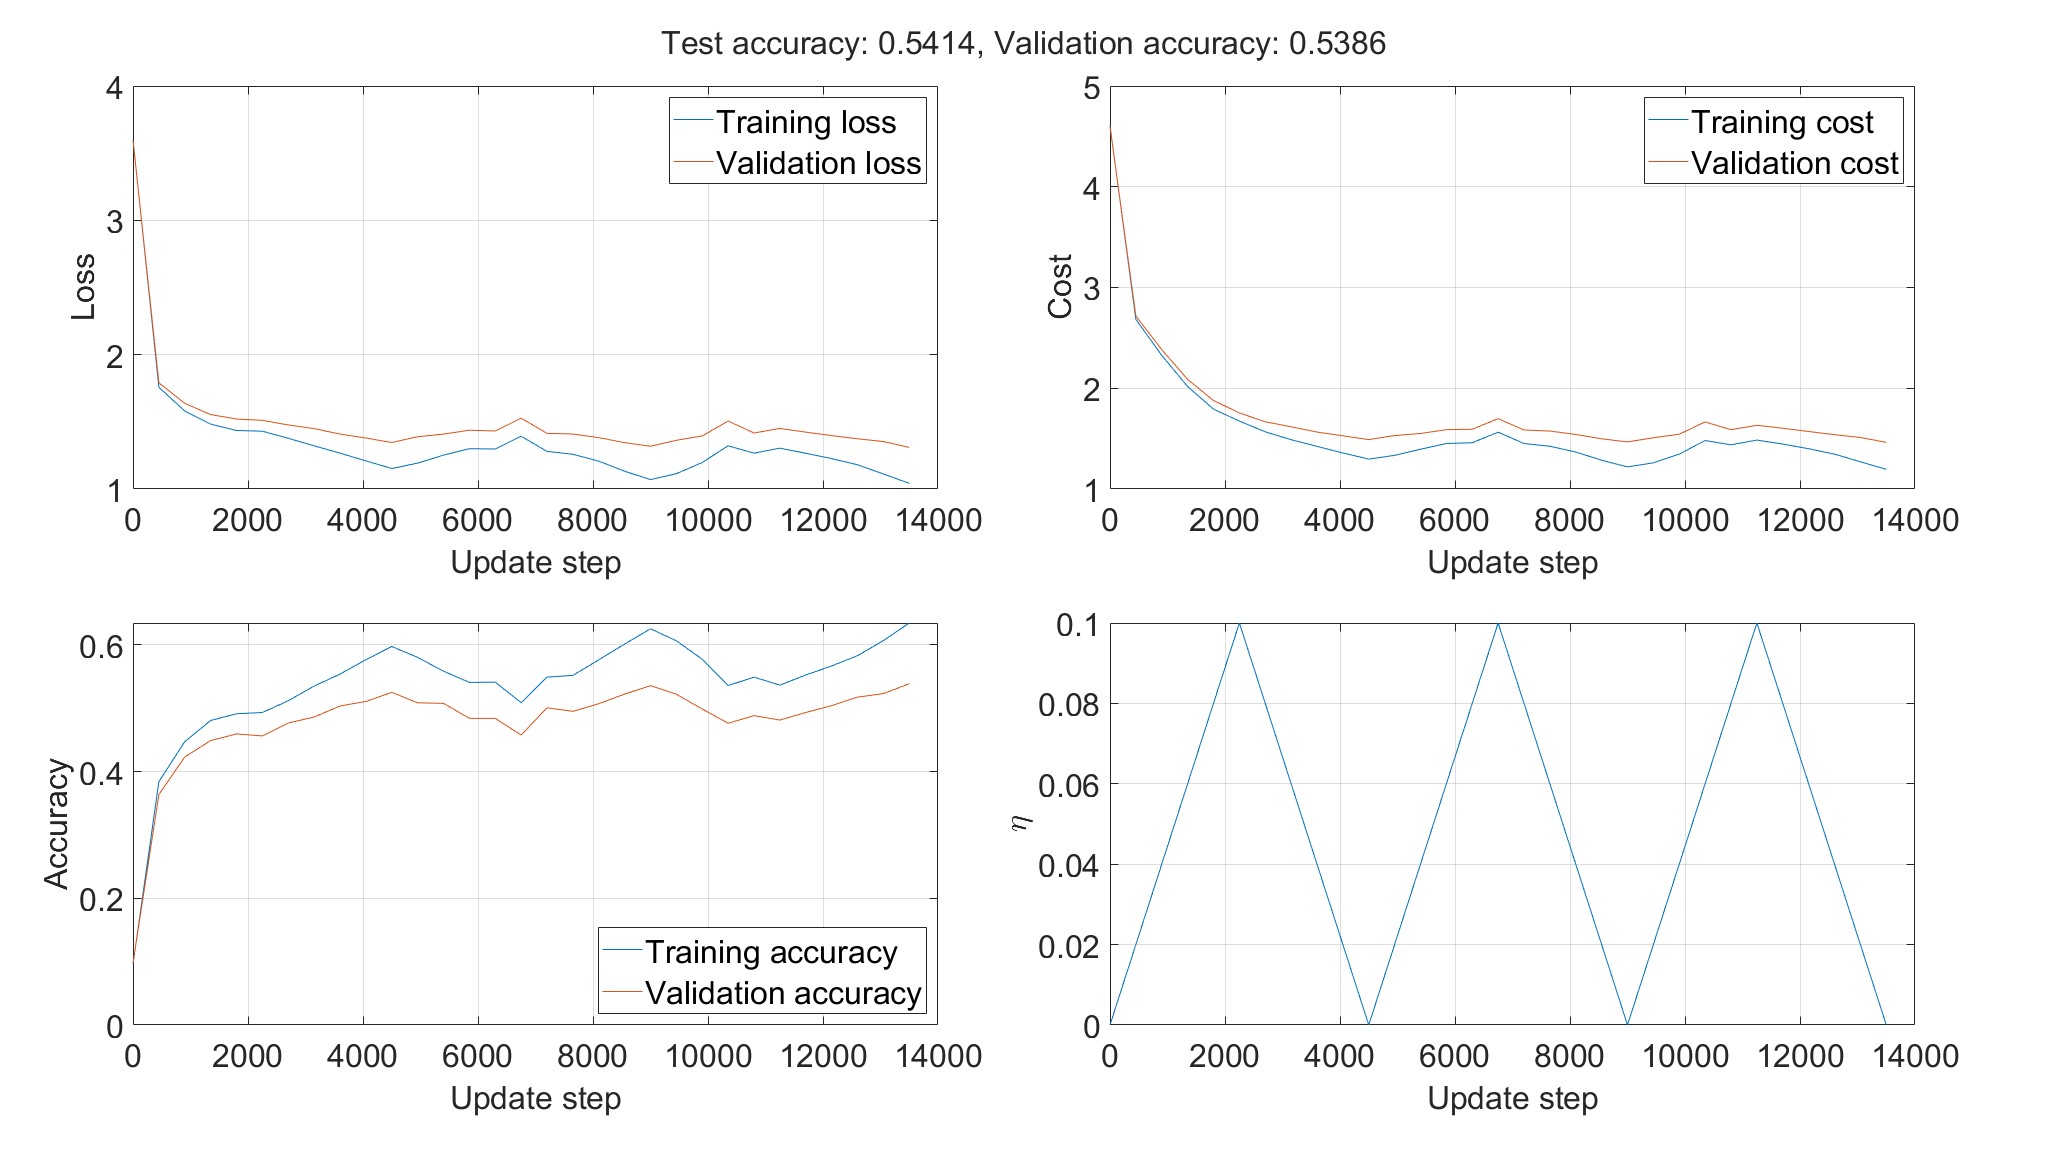 Test accuracy: 0.5414, Validation accuracy: 0.5386
4
3
2
1
Loss
Training loss
Validation loss
0 2000 4000 6000 8000 10000 12000 14000
Update step
5
4
3
2
1
Cost
Training cost
Validation cost
0 2000 4000 6000 8000 10000 12000 14000
Update step
0.6
0.4
0.2
0
Accuracy
Training accuracy
Validation accuracy
0 2000 4000 6000 8000 10000 12000 14000
Update step
0.1
0.08
0.06
0.04
0.02
0
η
0 2000 4000 6000 8000 10000 12000 14000
Update step